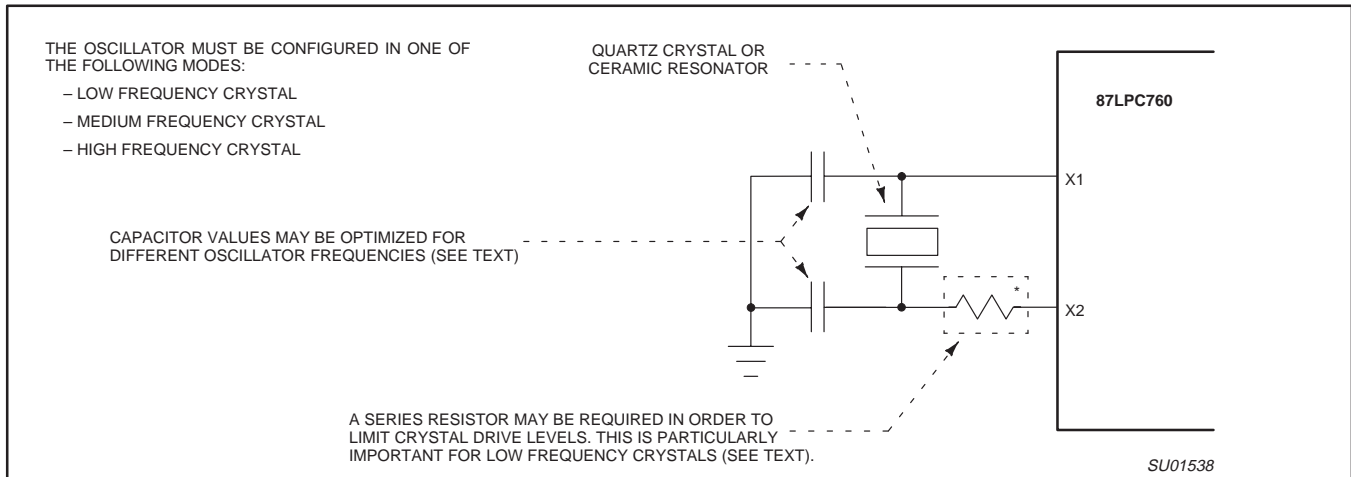 THE OSCILLATOR MUST BE CONFIGURED IN ONE OF
THE FOLLOWING MODES:
– LOW FREQUENCY CRYSTAL
– MEDIUM FREQUENCY CRYSTAL
– HIGH FREQUENCY CRYSTAL
QUARTZ CRYSTAL OR
CERAMIC RESONATOR
87LPC760
X1
CAPACITOR VALUES MAY BE OPTIMIZED FOR
DIFFERENT OSCILLATOR FREQUENCIES (SEE TEXT)
*
X2
A SERIES RESISTOR MAY BE REQUIRED IN ORDER TO
LIMIT CRYSTAL DRIVE LEVELS. THIS IS PARTICULARLY
IMPORTANT FOR LOW FREQUENCY CRYSTALS (SEE TEXT).
SU01538